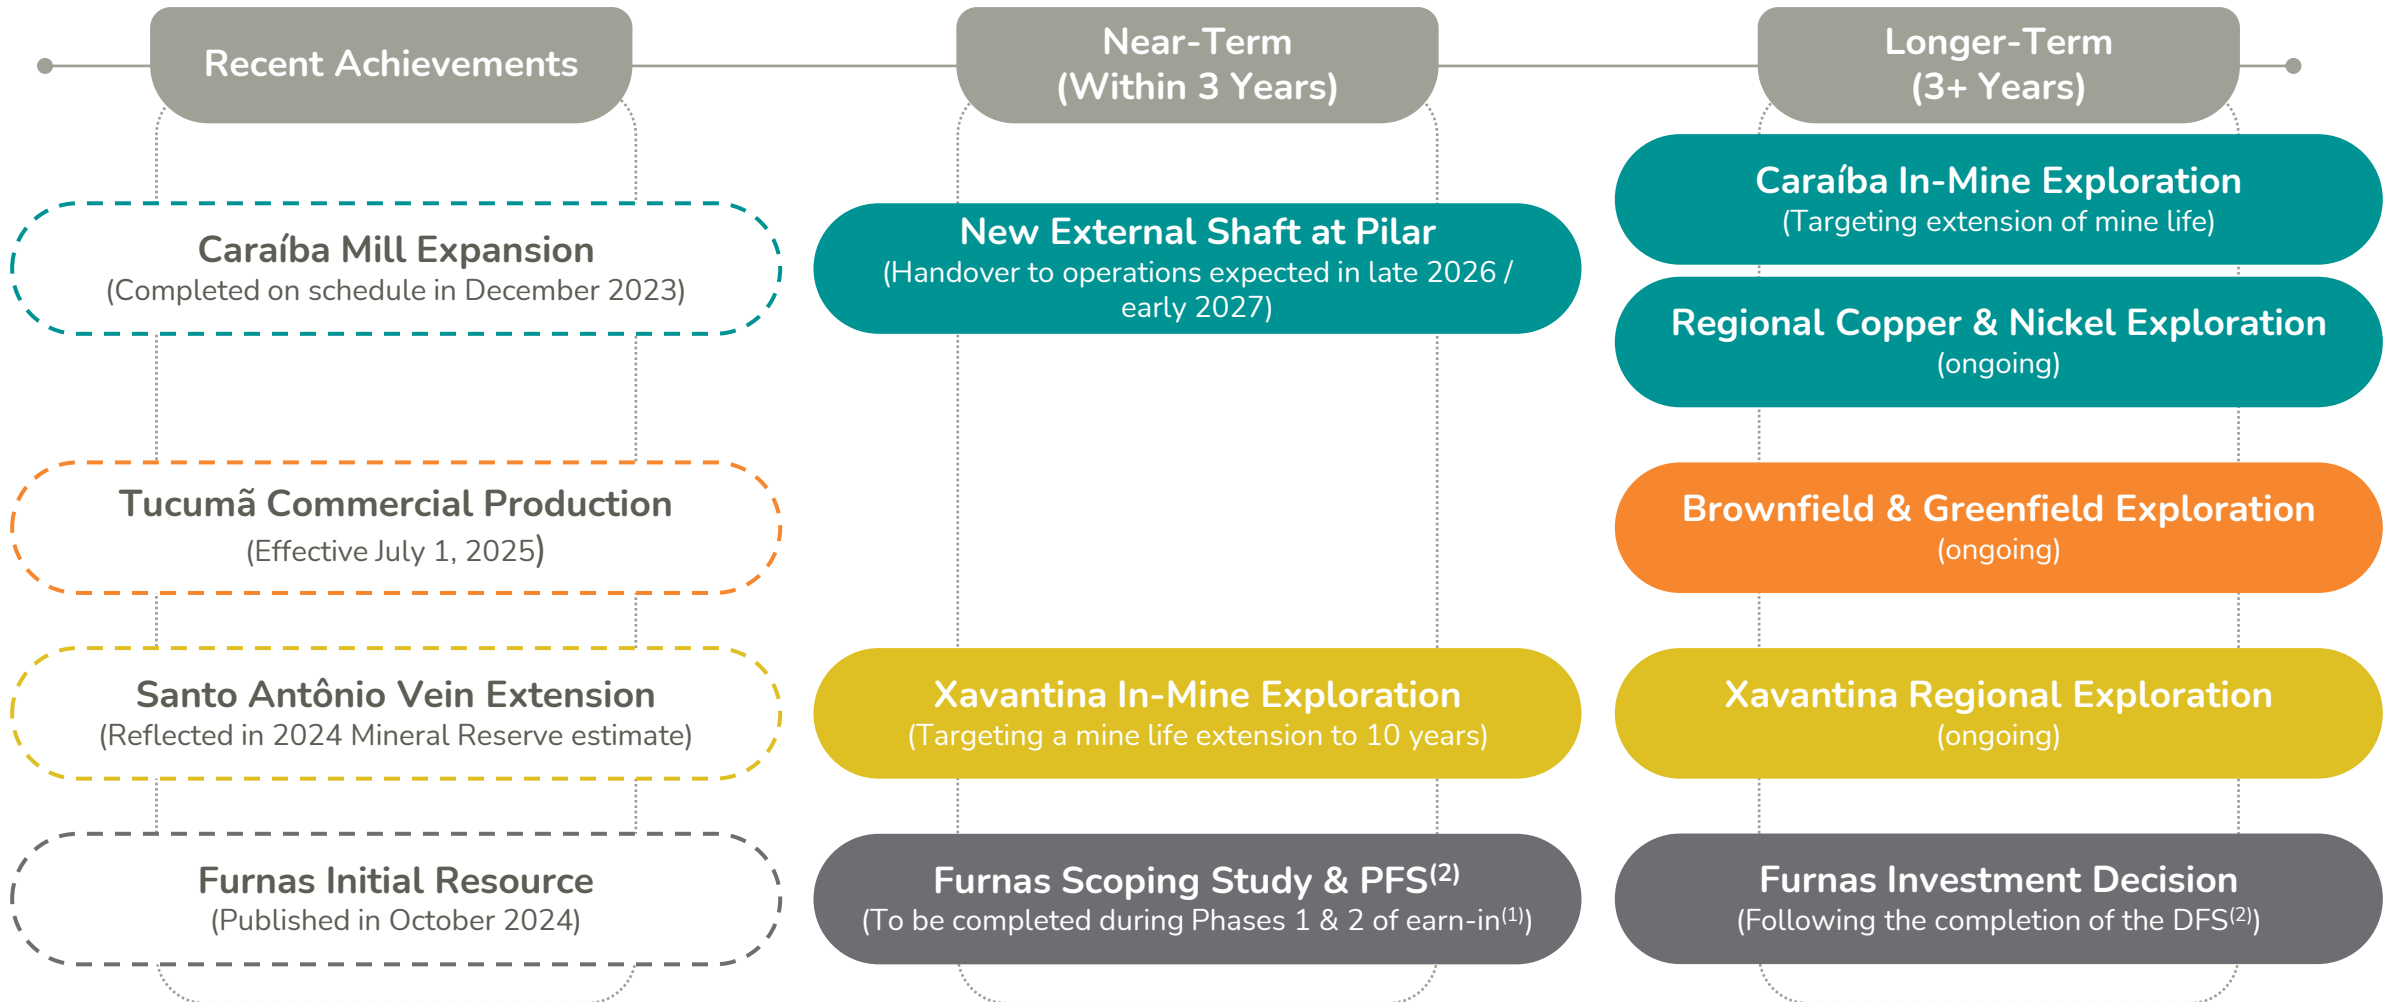 Recent Achievements
Near-Term
(Within 3 Years)
Longer-Term
(3+ Years)
Caraíba Mill Expansion
(Completed on schedule in December 2023)
New External Shaft at Pilar
(Handover to operations expected in late 2026 /
early 2027)
Caraíba In-Mine Exploration
(Targeting extension of mine life)
Regional Copper & Nickel Exploration
(ongoing)
Tucumã Commercial Production
(Effective July 1, 2025)
Brownfield & Greenfield Exploration
(ongoing)
Santo Antônio Vein Extension
(Reflected in 2024 Mineral Reserve estimate)
Xavantina In-Mine Exploration
(Targeting a mine life extension to 10 years)
Xavantina Regional Exploration
(ongoing)
Furnas Initial Resource
(Published in October 2024)
Furnas Scoping Study & PFS(2)
(To be completed during Phases 1 & 2 of earn-in(1))
Furnas Investment Decision
(Following the completion of the DFS(2))